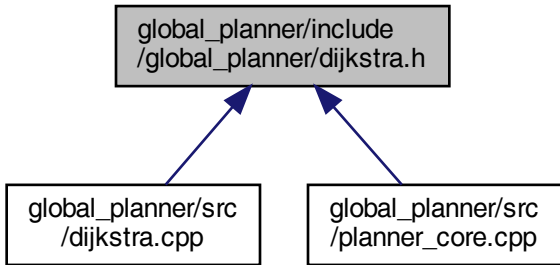 global_planner/include
/global_planner/dijkstra.h
global_planner/src
/dijkstra.cpp
global_planner/src
/planner_core.cpp